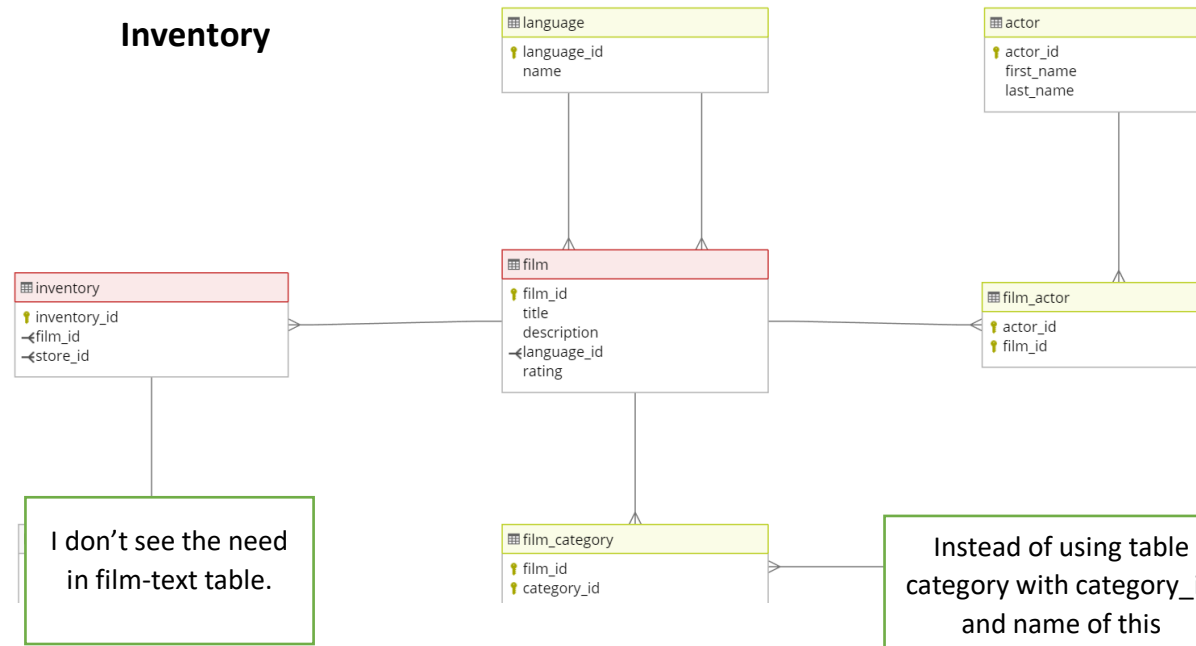 Inventory
language
language_id
name
actor
actor_id
first_name
last_name
film
film_id
title
description
language_id
rating
inventory
inventory_id
film_id
store_id
film_actor
actor_id
film_id
I don’t see the need
in film-text table.
film_category
film_id
category_id
Instead of using table
category with
and name of this